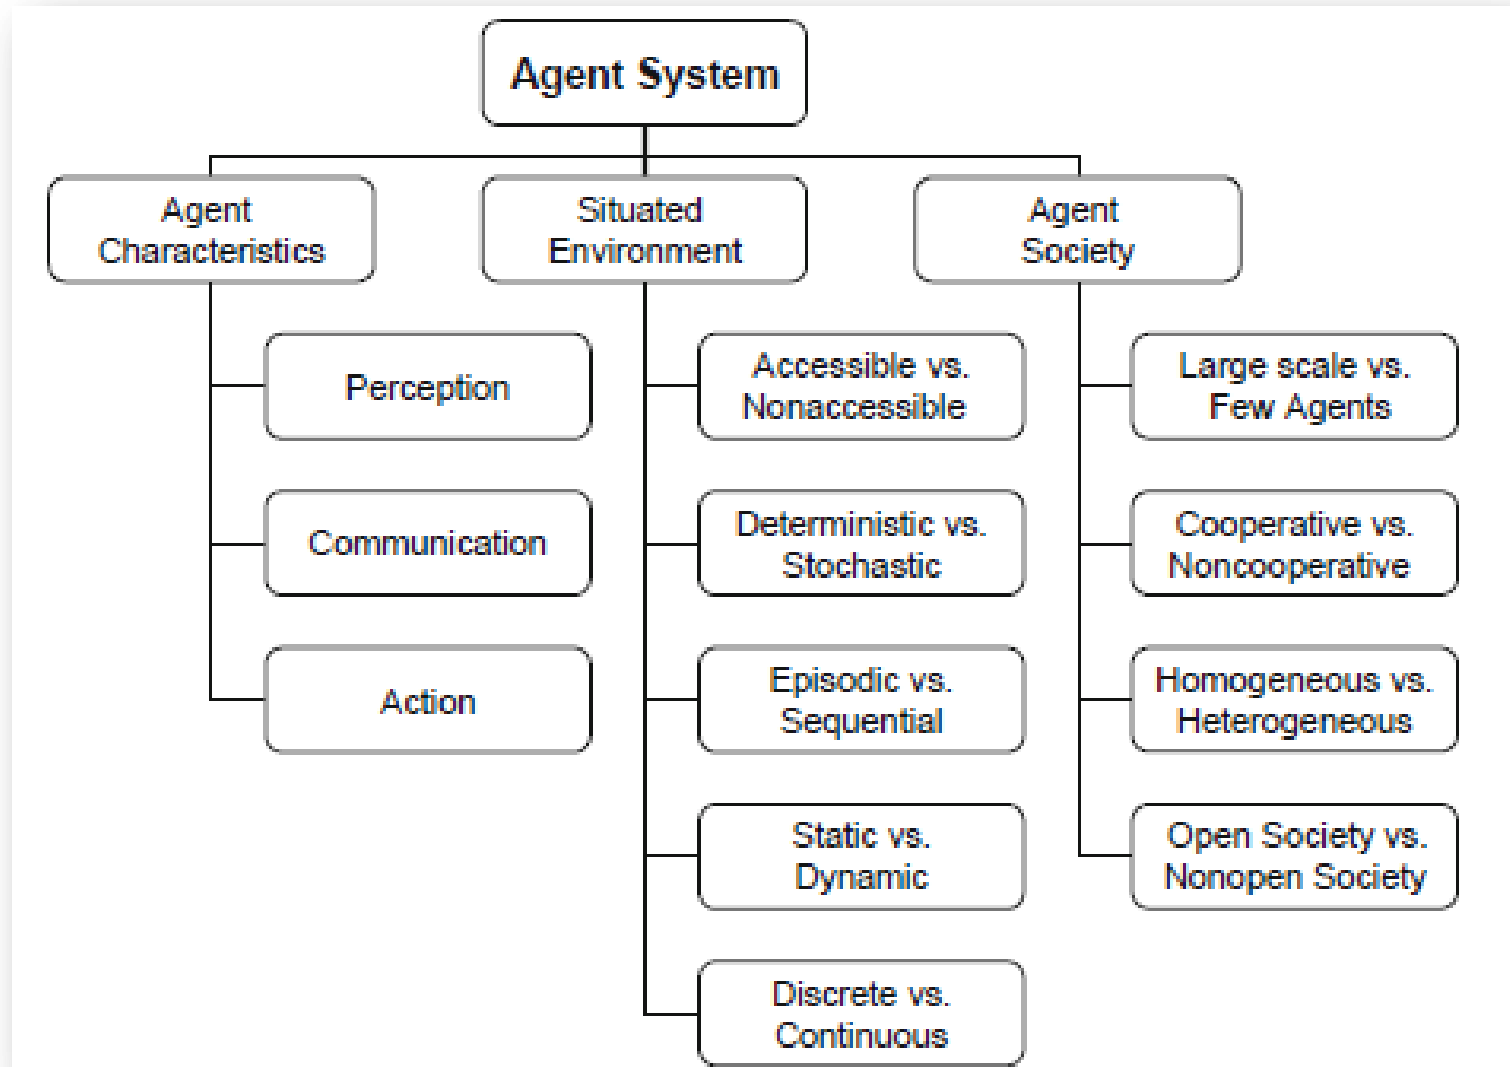 Agent System
Agent
Characteristics
Situated
Environment
Agent
Society
Perception
Communication
Action
Accessible vs.
Nonaccessible
Deterministic vs.
Stochastic
Episodic vs.
Sequential
Static vs.
Dynamic
Discrete vs.
Continuous
Large scale vs.
Few Agents
Cooperative vs.
Noncooperative
Homogeneous vs.
Heterogeneous
Open Society vs.
Nonopen Society